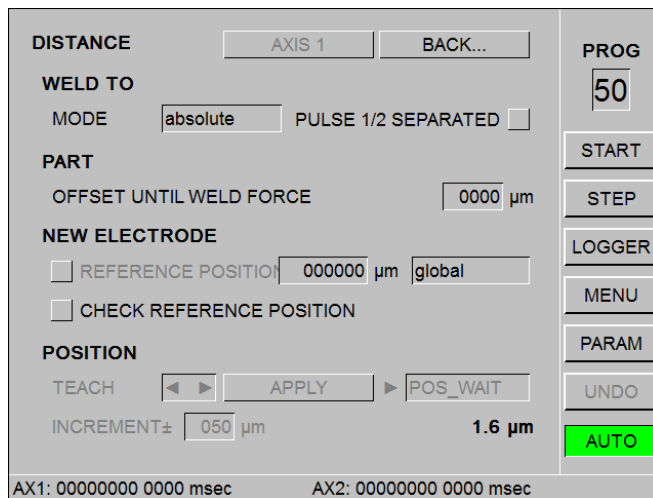 DISTANCE AXIS 1 BACK...
WELD TO
MODE absolute PULSE 1/2 SEPARATED
PART
OFFSET UNTIL WELD FORCE 0000 µm
NEW ELECTRODE
REFERENCE POSITION 000000 µm global
CHECK REFERENCE POSITION
POSITION
TEACH ◄ ► APPLY ► POS_WAIT
INCREMENT± 050 µm 1.6 µm
AX1: 00000000 0000 msec AX2: 00000000 0000 msec
PROG
50
START
STEP
LOGGER
MENU
PARAM
UNDO
AUTO